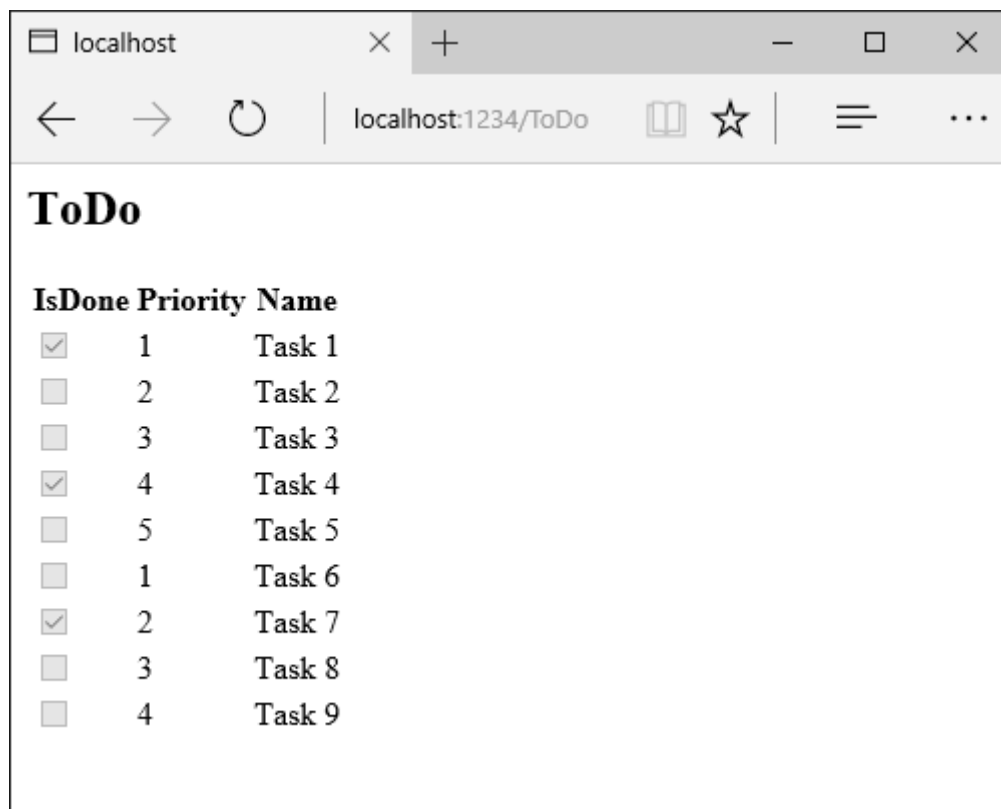 localhost
localhost:1234/ToDo
ToDo
IsDone Priority Name
1 Task 1
2 Task 2
3 Task 3
4 Task 4
5 Task 5
1 Task 6
2 Task 7
3 Task 8
4 Task 9